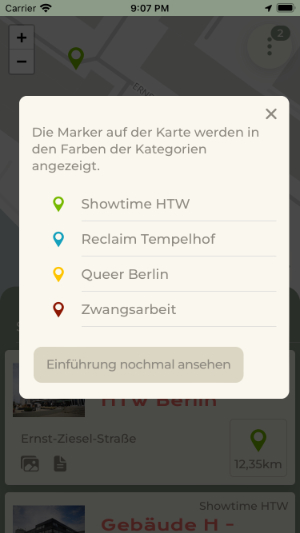 Carrier 9:07 PM
+
2
−
ERNS
×
Die Marker auf der Karte werden in
den Farben der Kategorien
angezeigt.
Showtime HTW
Reclaim Tempelhof
Queer Berlin
Zwangsarbeit
Einführung nochmal ansehen
HTW Berlin
Ernst-Ziesel-Straße
12,35km
Showtime HTW
Gebäude H –